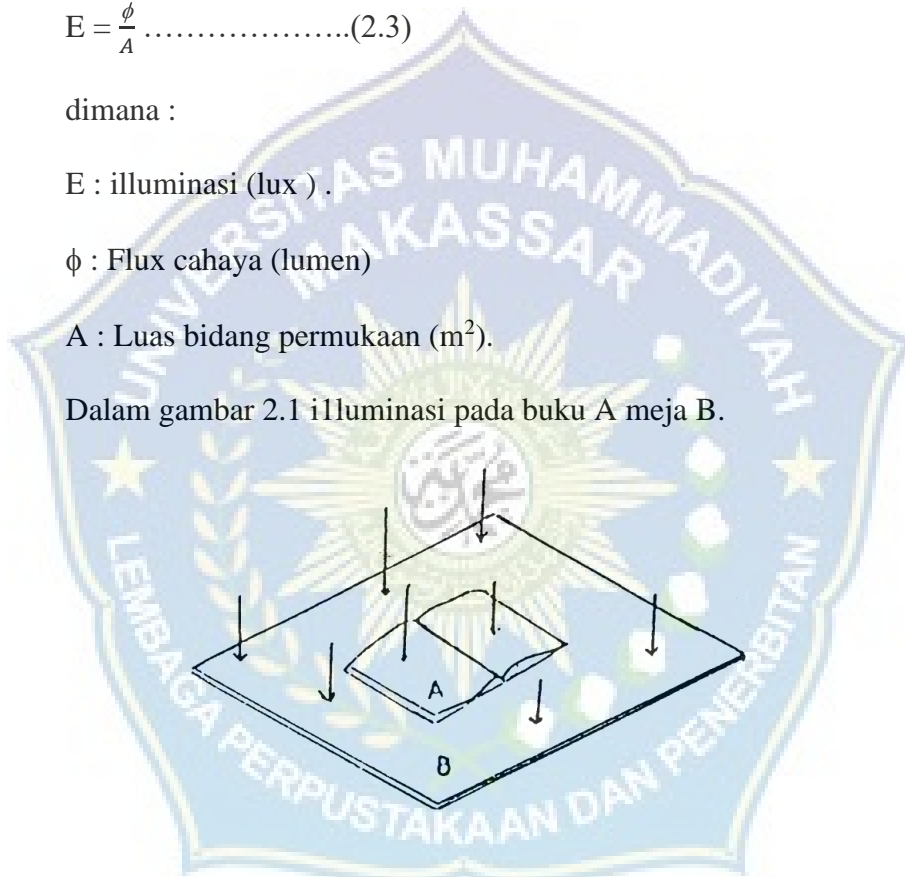 E = ϕ/A ………………..(2.3)
dimana :
E : illuminasi (lux ) .
ϕ : Flux cahaya (lumen)
A : Luas bidang permukaan (m²).
Dalam gambar 2.1 i1luminasi pada buku A meja B.
A
B
UNIVERSITAS MUHAMMADIYAH
MAKASSAR
LEMBAGA PERPUSTAKAAN DAN PENERBITAN